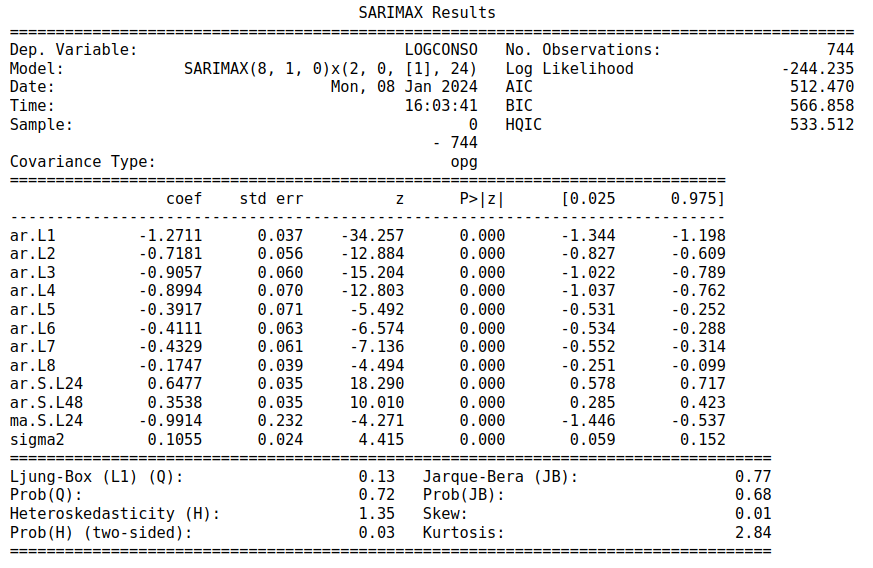 SARIMAX Results
==========================================================================================
Dep. Variable:                           LOGCONSO   No. Observations:                  744
Model:             SARIMAX(8, 1, 0)x(2, 0, [1], 24)   Log Likelihood                -244.235
Date:                            Mon, 08 Jan 2024   AIC                            512.470
Time:                                    16:03:41   BIC                            566.858
Sample:                                         0   HQIC                           533.512
- 744
Covariance Type:                              opg
==============================================================================
coef    std err          z      P>|z|      [0.025      0.975]
------------------------------------------------------------------------------
ar.L1         -1.2711      0.037    -34.257      0.000      -1.344      -1.198
ar.L2         -0.7181      0.056    -12.884      0.000      -0.827      -0.609
ar.L3         -0.9057      0.060    -15.204      0.000      -1.022      -0.789
ar.L4         -0.8994      0.070    -12.803      0.000      -1.037      -0.762
ar.L5         -0.3917      0.071     -5.492      0.000      -0.531      -0.252
ar.L6         -0.4111      0.063     -6.574      0.000      -0.534      -0.288
ar.L7         -0.4329      0.061     -7.136      0.000      -0.552      -0.314
ar.L8         -0.1747      0.039     -4.494      0.000      -0.251      -0.099
ar.S.L24       0.6477      0.035     18.290      0.000       0.578       0.717
ar.S.L48       0.3538      0.035     10.010      0.000       0.285       0.423
ma.S.L24      -0.9914      0.232     -4.271      0.000      -1.446      -0.537
sigma2         0.1055      0.024      4.415      0.000       0.059       0.152
===================================================================================
Ljung-Box (L1) (Q):                   0.13   Jarque-Bera (JB):                 0.77
Prob(Q):                              0.72   Prob(JB):                         0.68
Heteroskedasticity (H):               1.35   Skew:                             0.01
Prob(H) (two-sided):                  0.03   Kurtosis:                         2.84
===================================================================================